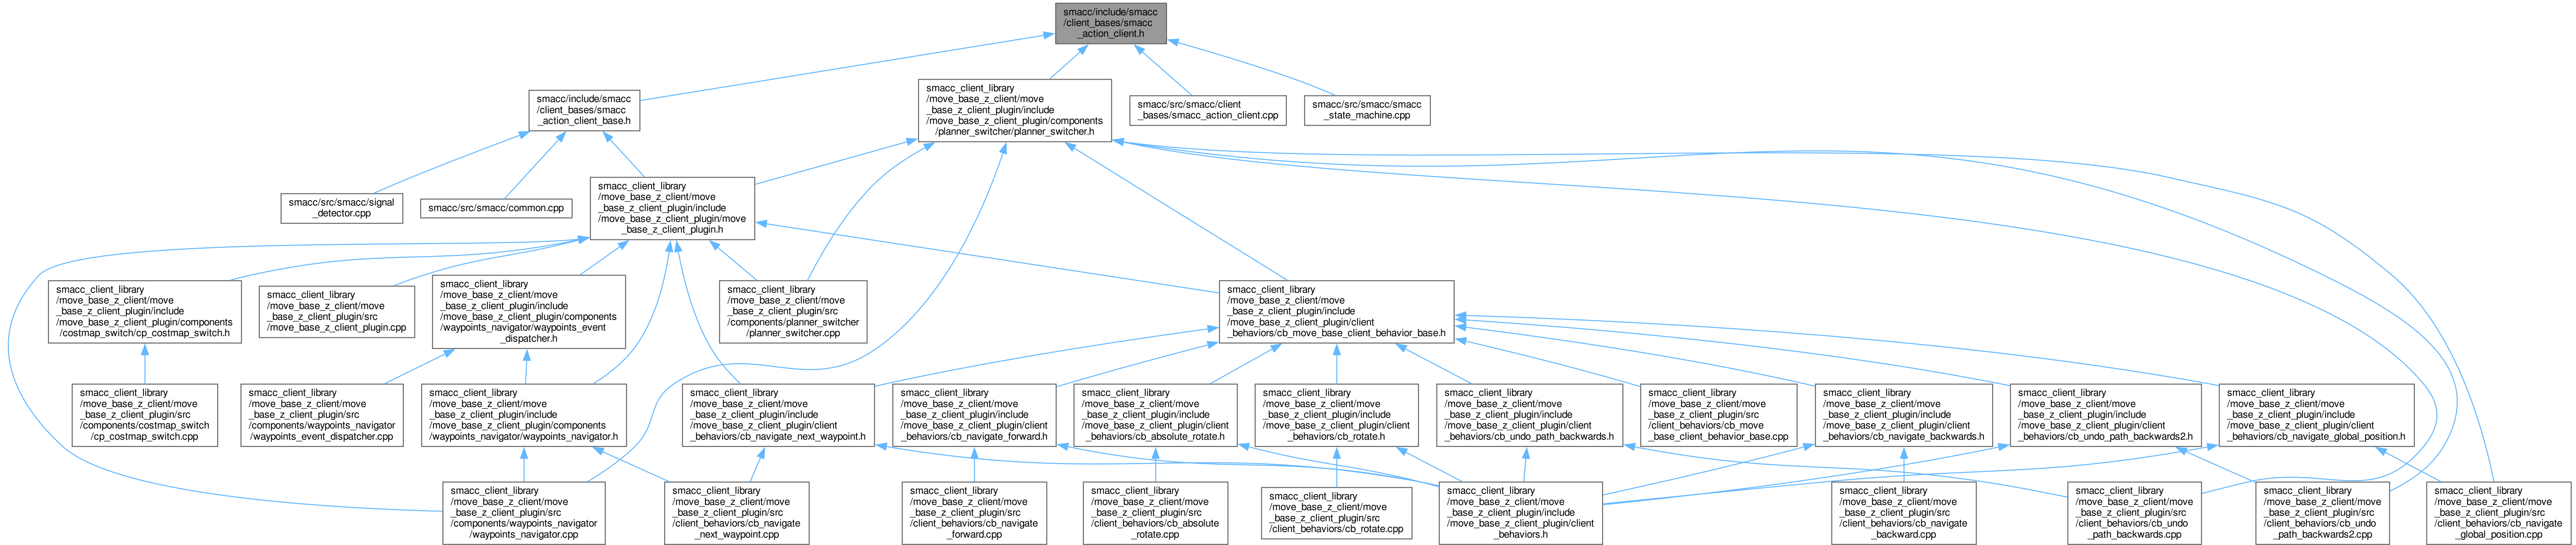 smacc/include/smacc
/client_bases/smacc
_action_client.h
smacc/include/smacc
/client_bases/smacc
_action_client_base.h
smacc_client_library
/move_base_z_client/move
_base_z_client_plugin/include
/move_base_z_client_plugin/components
/planner_switcher/planner_switcher.h
smacc/src/smacc/client
_bases/smacc_action_client.cpp
smacc/src/smacc/smacc
_state_machine.cpp
smacc/src/smacc/signal
_detector.cpp
smacc/src/smacc/common.cpp
smacc_client_library
/move_base_z_client/move
_base_z_client_plugin/include
/move_base_z_client_plugin/move
_base_z_client_plugin.h
smacc_client_library
/move_base_z_client/move
_base_z_client_plugin/include
/move_base_z_client_plugin/components
/costmap_switch/cp_costmap_switch.h
smacc_client_library
/move_base_z_client/move
_base_z_client_plugin/src
/move_base_z_client_plugin.cpp
smacc_client_library
/move_base_z_client/move
_base_z_client_plugin/include
/move_base_z_client_plugin/components
/waypoints_navigator/waypoints_event
_dispatcher.h
smacc_client_library
/move_base_z_client/move
_base_z_client_plugin/src
/components/planner_switcher
/planner_switcher.cpp
smacc_client_library
/move_base_z_client/move
_base_z_client_plugin/include
/move_base_z_client_plugin/client
_behaviors/cb_move_base_client_behavior_base.h
smacc_client_library
/move_base_z_client/move
_base_z_client_plugin/src
/components/costmap_switch
/cp_costmap_switch.cpp
smacc_client_library
/move_base_z_client/move
_base_z_client_plugin/src
/components/waypoints_navigator
/waypoints_event_dispatcher.cpp
smacc_client_library
/move_base_z_client/move
_base_z_client_plugin/include
/move_base_z_client_plugin/components
/waypoints_navigator/waypoints_navigator.h
smacc_client_library
/move_base_z_client/move
_base_z_client_plugin/include
/move_base_z_client_plugin/client
_behaviors/cb_navigate_next_waypoint.h
smacc_client_library
/move_base_z_client/move
_base_z_client_plugin/include
/move_base_z_client_plugin/client
_behaviors/cb_navigate_forward.h
smacc_client_library
/move_base_z_client/move
_base_z_client_plugin/include
/move_base_z_client_plugin/client
_behaviors/cb_absolute_rotate.h
smacc_client_library
/move_base_z_client/move
_base_z_client_plugin/include
/move_base_z_client_plugin/client
_behaviors/cb_rotate.h
smacc_client_library
/move_base_z_client/move
_base_z_client_plugin/include
/move_base_z_client_plugin/client
_behaviors/cb_undo_path_backwards.h
smacc_client_library
/move_base_z_client/move
_base_z_client_plugin/src
/client_behaviors/cb_move
_base_client_behavior_base.cpp
smacc_client_library
/move_base_z_client/move
_base_z_client_plugin/include
/move_base_z_client_plugin/client
_behaviors/cb_navigate_backwards.h
smacc_client_library
/move_base_z_client/move
_base_z_client_plugin/include
/move_base_z_client_plugin/client
_behaviors/cb_undo_path_backwards2.h
smacc_client_library
/move_base_z_client/move
_base_z_client_plugin/include
/move_base_z_client_plugin/client
_behaviors/cb_navigate_global_position.h
smacc_client_library
/move_base_z_client/move
_base_z_client_plugin/src
/components/waypoints_navigator
/waypoints_navigator.cpp
smacc_client_library
/move_base_z_client/move
_base_z_client_plugin/src
/client_behaviors/cb_navigate
_next_waypoint.cpp
smacc_client_library
/move_base_z_client/move
_base_z_client_plugin/src
/client_behaviors/cb_navigate
_forward.cpp
smacc_client_library
/move_base_z_client/move
_base_z_client_plugin/src
/client_behaviors/cb_absolute
_rotate.cpp
smacc_client_library
/move_base_z_client/move
_base_z_client_plugin/src
/client_behaviors/cb_rotate.cpp
smacc_client_library
/move_base_z_client/move
_base_z_client_plugin/include
/move_base_z_client_plugin/client
_behaviors.h
smacc_client_library
/move_base_z_client/move
_base_z_client_plugin/src
/client_behaviors/cb_navigate
_backward.cpp
smacc_client_library
/move_base_z_client/move
_base_z_client_plugin/src
/client_behaviors/cb_undo
_path_backwards.cpp
smacc_client_library
/move_base_z_client/move
_base_z_client_plugin/src
/client_behaviors/cb_undo
_path_backwards2.cpp
smacc_client_library
/move_base_z_client/move
_base_z_client_plugin/src
/client_behaviors/cb_navigate
_global_position.cpp